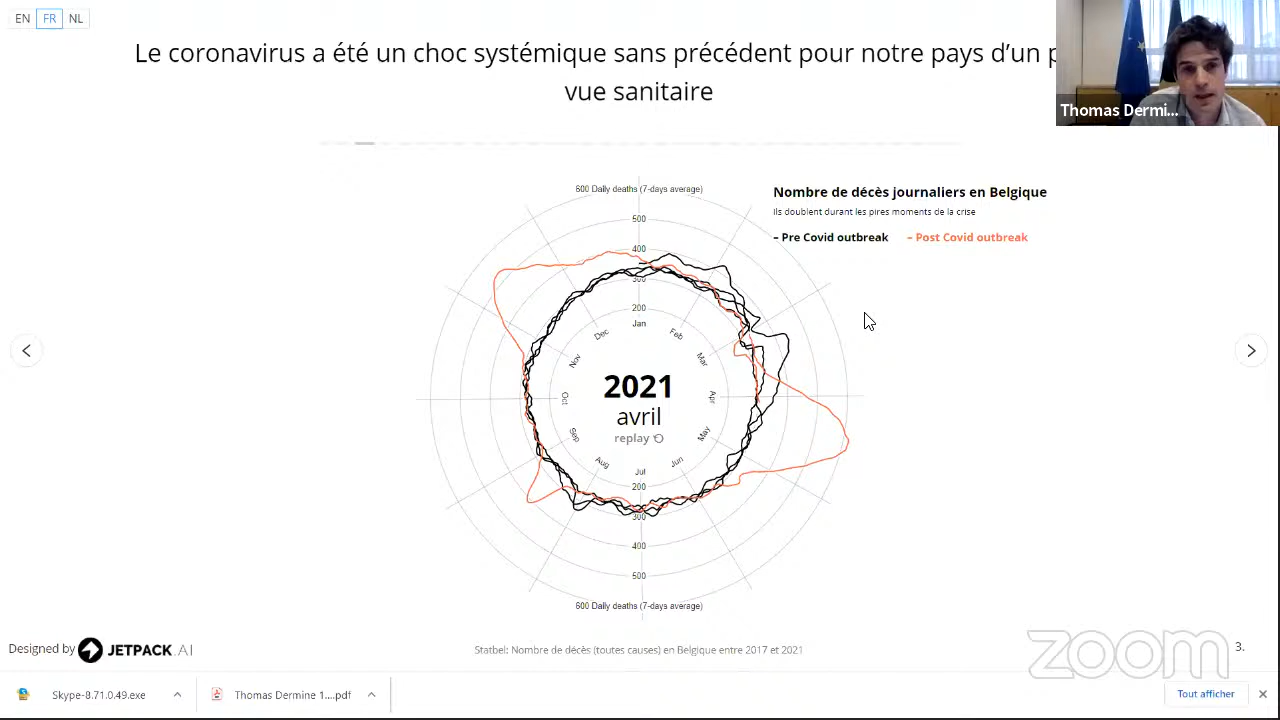 EN FR NL
Le coronavirus a été un choc systémique sans précédent pour notre pays d'un p
vue sanitaire
Thomas Dermi...
600 Daily deaths (7-days average)
500
400
300
200
Nombre de décès journaliers en Belgique
Ils doublent durant les pires moments de la crise
– Pre Covid outbreak – Post Covid outbreak
Jan
Feb
Mar
Apr
May
Jun
Jul
Aug
Sep
Oct
Nov
Dec
2021
avril
replay
200
300
400
500
600 Daily deaths (7-days average)
Designed by JETPACK.AI
Statbel: Nombre de décès (toutes causes) en Belgique entre 2017 et 2021
zoom
3.
Skype-8.71.0.49.exe
Thomas Dermine 1....pdf
Tout afficher